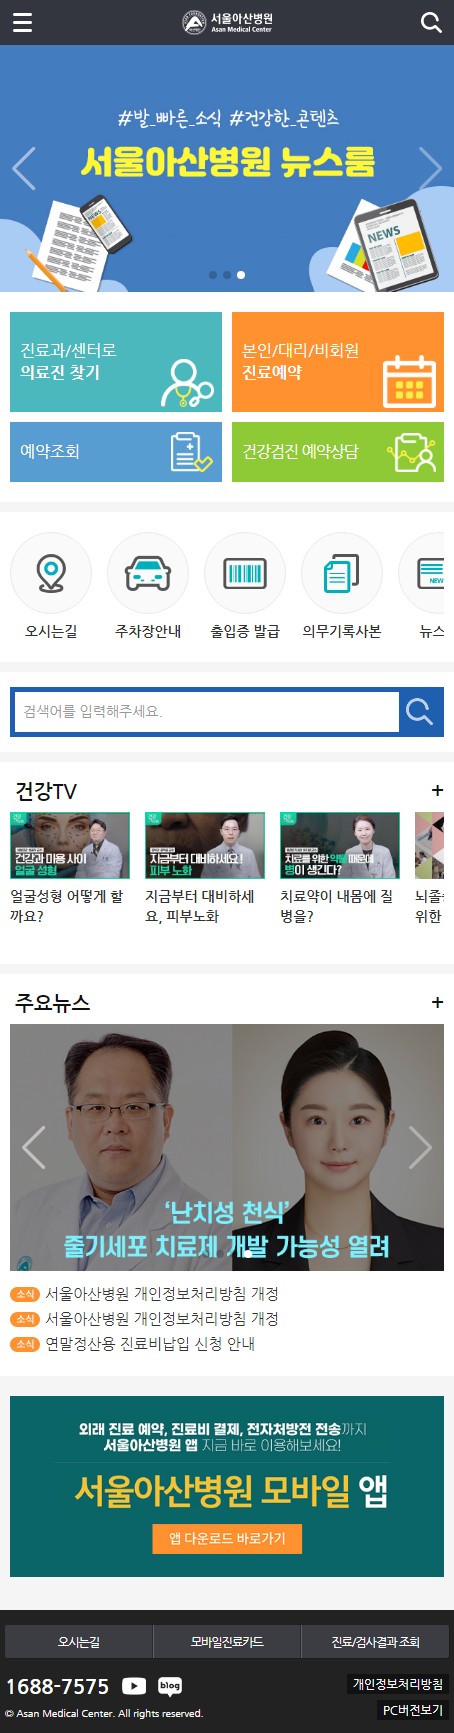 서울아산병원
Asan Medical Center
#발_빠른_소식 #건강한_콘텐츠
서울아산병원 뉴스룸
NEWS
NEWS
진료과/센터로
의료진 찾기
본인/대리/비회원
진료예약
예약조회
건강검진 예약상담
오시는길
주차장안내
출입증 발급
의무기록사본
뉴스
NEW
검색어를 입력해주세요.
건강TV
+
건강과 미용 사이
얼굴 성형
지금부터 대비하세요!
피부 노화
치료를 위한 약물 때문에
병이 생긴다?
얼굴성형 어떻게 할
까요?
지금부터 대비하세
요, 피부노화
치료약이 내몸에 질
병을?
뇌졸
위한
주요뉴스
+
‘난치성 천식’
줄기세포 치료제 개발 가능성 열려
소식 서울아산병원 개인정보처리방침 개정
소식 서울아산병원 개인정보처리방침 개정
소식 연말정산용 진료비납입 신청 안내
외래 진료 예약, 진료비 결제, 전자처방전 전송까지
서울아산병원 앱 지금 바로 이용해보세요!
서울아산병원 모바일 앱
앱 다운로드 바로가기
오시는길
모바일진료카드
진료/검사결과 조회
1688-7575
blog
개인정보처리방침
PC버전보기
© Asan Medical Center. All rights reserved.